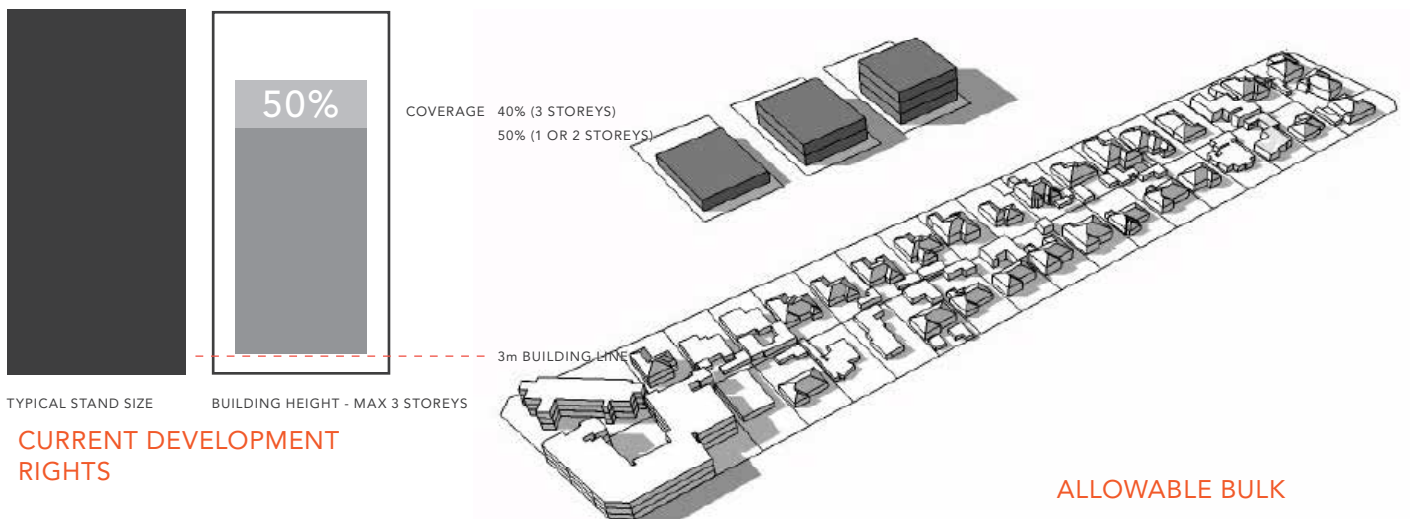 50%
COVERAGE 40% (3 STOREYS)
50% (1 OR 2 STOREYS)
3m BUILDING LINE
TYPICAL STAND SIZE
BUILDING HEIGHT - MAX 3 STOREYS
CURRENT DEVELOPMENT
RIGHTS
ALLOWABLE BULK